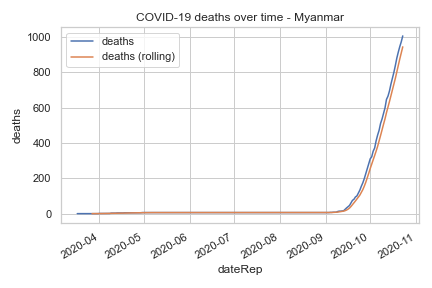 COVID-19 deaths over time - Myanmar
deaths
deaths (rolling)
1000
800
600
400
200
0
deaths
2020-04
2020-05
2020-06
2020-07
2020-08
2020-09
2020-10
2020-11
dateRep